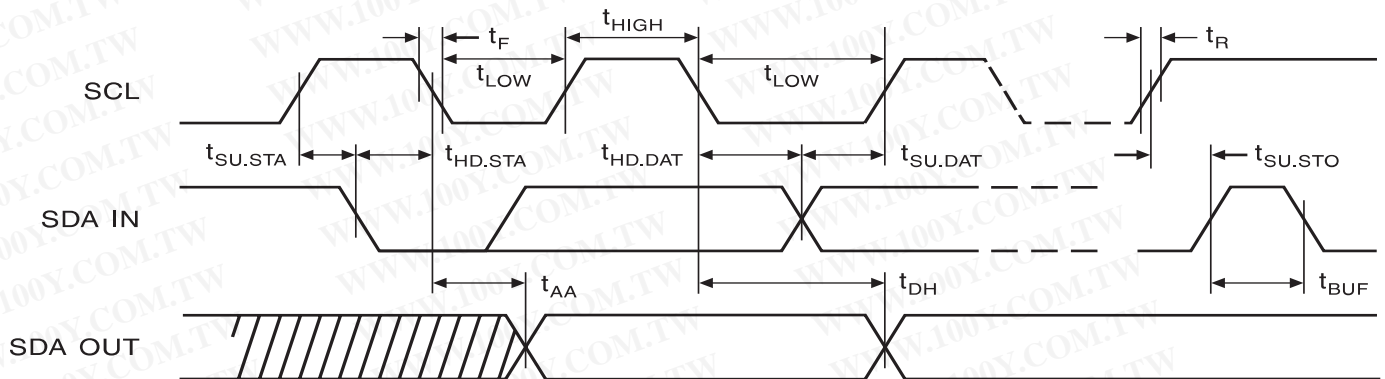 tHIGH
tF
tR
SCL
tLOW
tLOW
tSU.STA
tHD.STA
tHD.DAT
tSU.DAT
tSU.STO
SDA IN
tAA
tDH
tBUF
SDA OUT
WWW.100Y.COM.TW